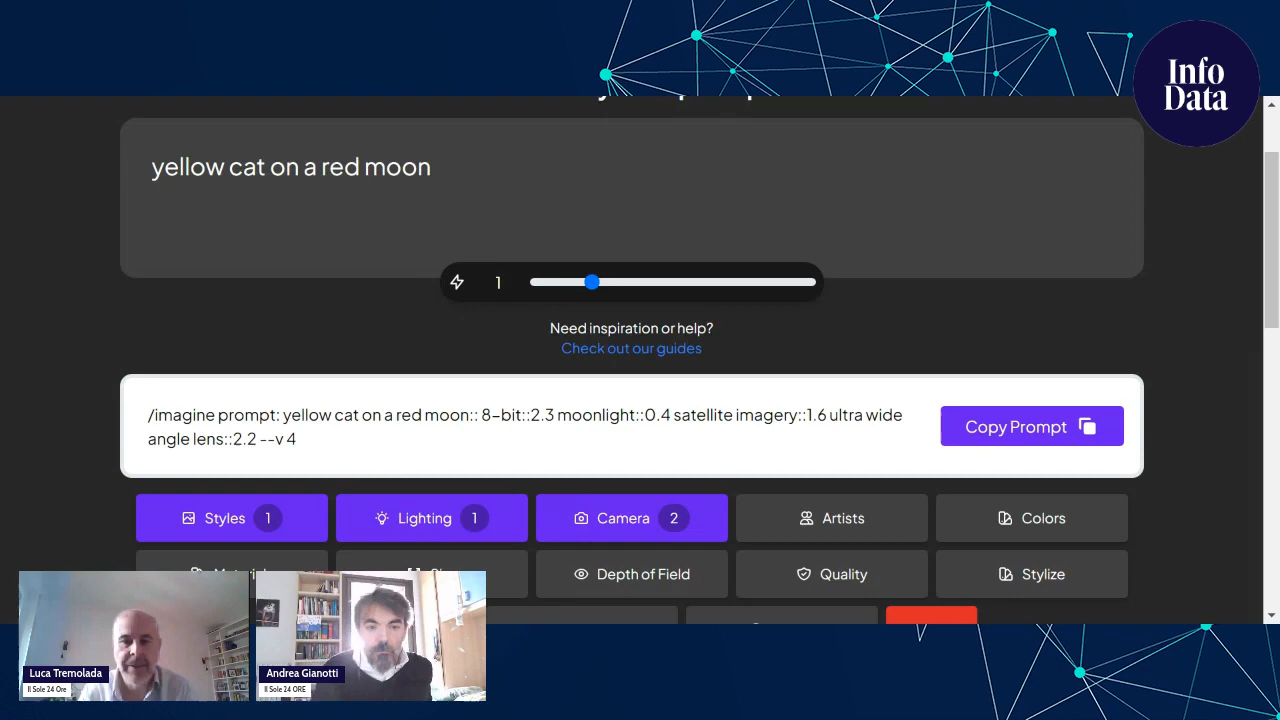 Info
Data
yellow cat on a red moon
1
Need inspiration or help?
Check out our guides
/imagine prompt: yellow cat on a red moon:: 8-bit::2.3 moonlight::0.4 satellite imagery::1.6 ultra wide
angle lens::2.2 --v 4
Copy Prompt
Styles 1
Lighting 1
Camera 2
Artists
Colors
Depth of Field
Quality
Stylize
Luca Tremolada
Il Sole 24 Ore
Andrea Gianotti
Il Sole 24 ORE